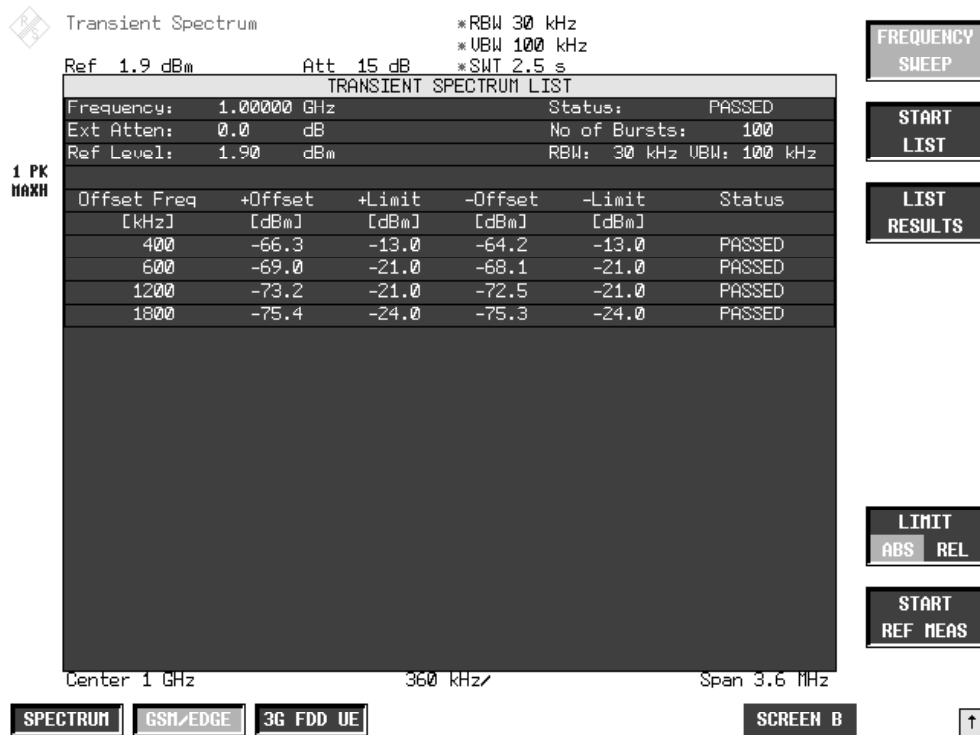 Transient Spectrum
*RBW 30 kHz
*VBW 100 kHz
Ref 1.9 dBm Att 15 dB *SWT 2.5 s
TRANSIENT SPECTRUM LIST
Frequency: 1.00000 GHz Status: PASSED
Ext Atten: 0.0 dB No of Bursts: 100
Ref Level: 1.90 dBm RBW: 30 kHz VBW: 100 kHz
1 PK
MAXH
Offset Freq +Offset +Limit -Offset -Limit Status
[kHz] [dBm] [dBm] [dBm] [dBm]
400 -66.3 -13.0 -64.2 -13.0 PASSED
600 -69.0 -21.0 -68.1 -21.0 PASSED
1200 -73.2 -21.0 -72.5 -21.0 PASSED
1800 -75.4 -24.0 -75.3 -24.0 PASSED
Center 1 GHz 360 kHz/ Span 3.6 MHz
FREQUENCY
SWEEP
START
LIST
LIST
RESULTS
LIMIT
ABS REL
START
REF MEAS
SPECTRUM GSM/EDGE 3G FDD UE SCREEN B ↑
R/S